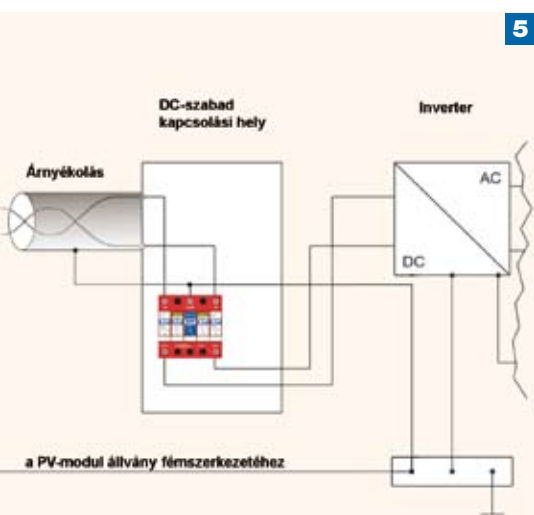 5
DC-szabad
kapcsolási hely
Inverter
Árnyékolás
AC
DC
a PV-modul állvány fémszerkezetéhez